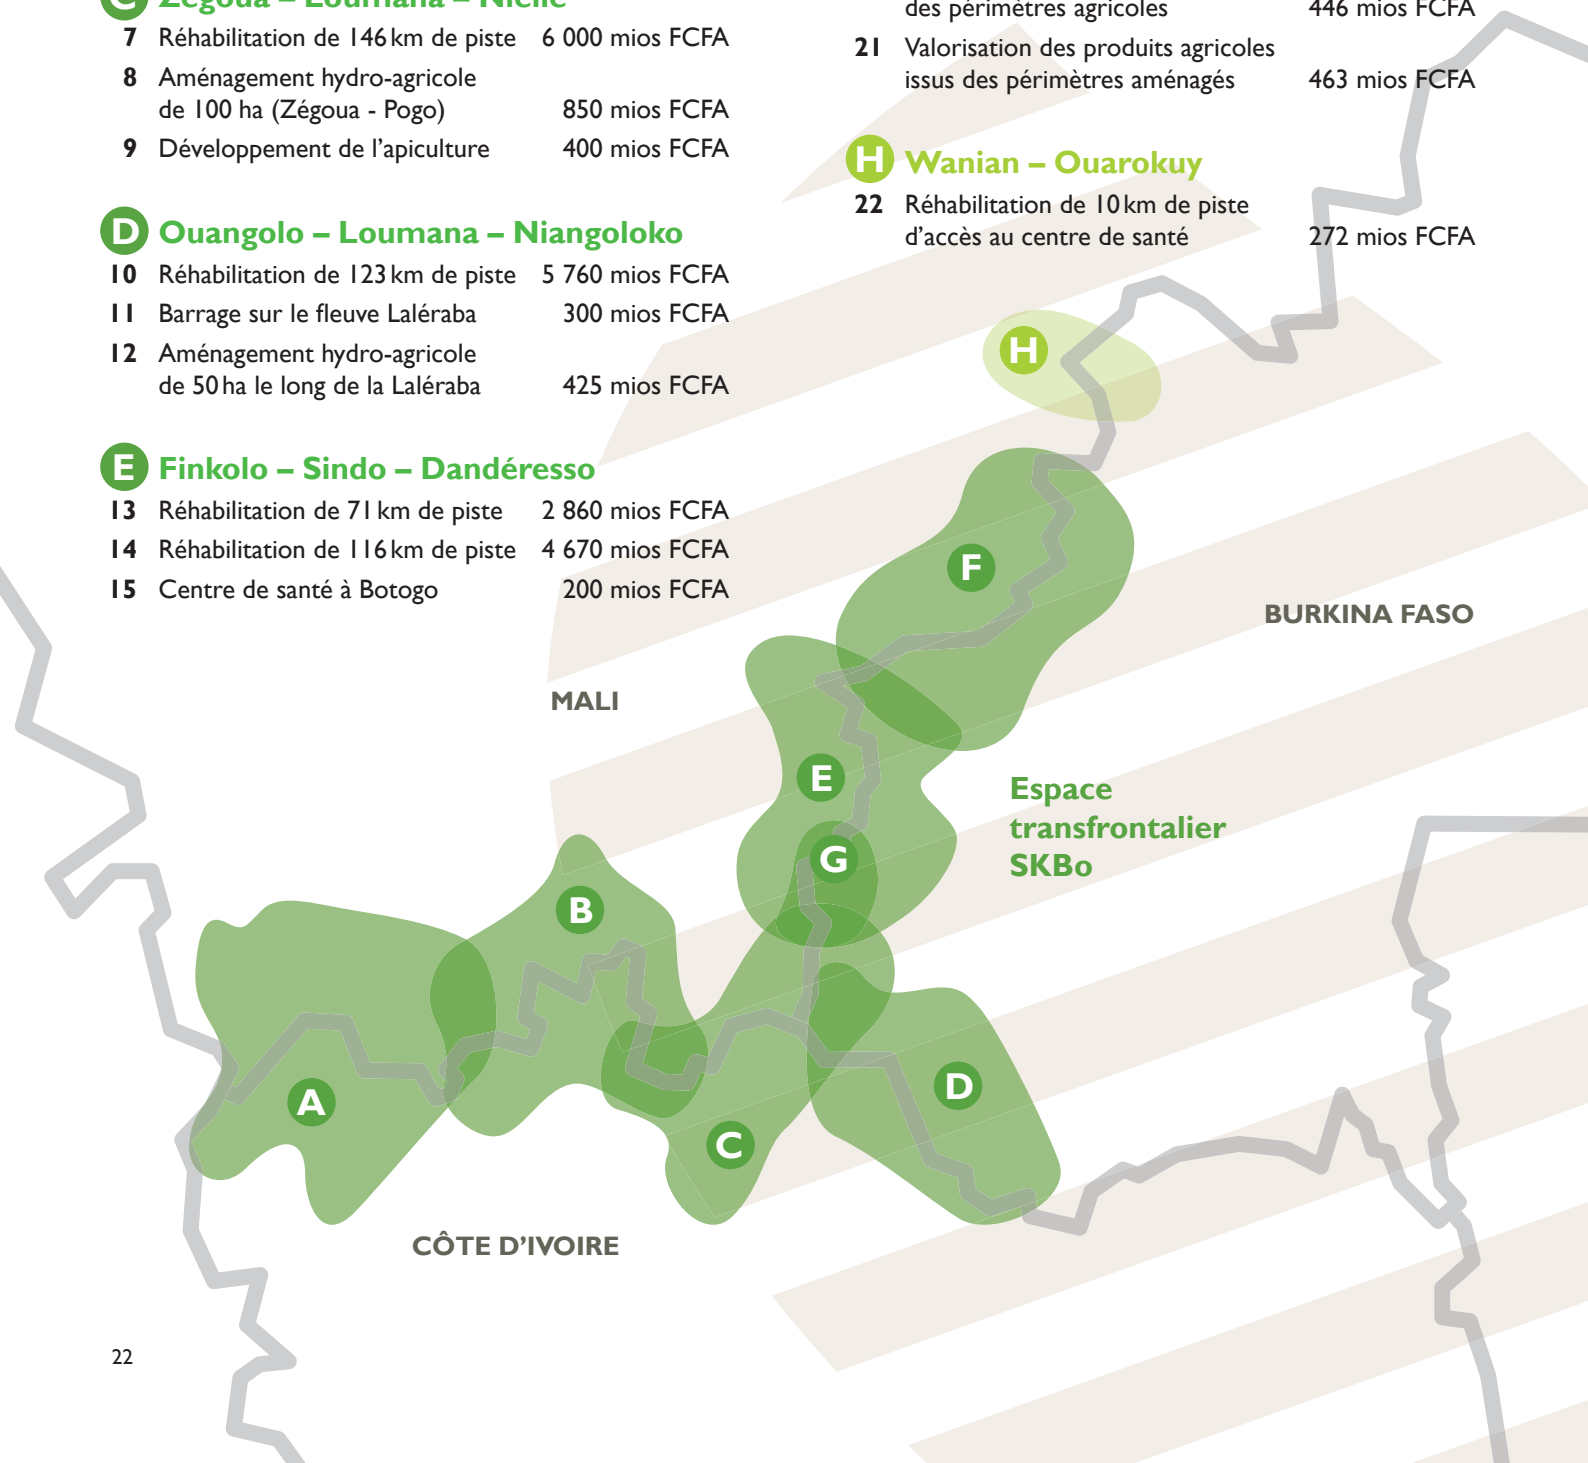 C Zégoua – Loumana – Niellé
7 Réhabilitation de 146 km de piste 6 000 mios FCFA
8 Aménagement hydro-agricole
de 100 ha (Zégoua - Pogo) 850 mios FCFA
9 Développement de l'apiculture 400 mios FCFA
D Ouangolo – Loumana – Niangoloko
10 Réhabilitation de 123 km de piste 5 760 mios FCFA
11 Barrage sur le fleuve Laléraba 300 mios FCFA
12 Aménagement hydro-agricole
de 50 ha le long de la Laléraba 425 mios FCFA
E Finkolo – Sindo – Dandéresso
13 Réhabilitation de 71 km de piste 2 860 mios FCFA
14 Réhabilitation de 116 km de piste 4 670 mios FCFA
15 Centre de santé à Botogo 200 mios FCFA
des périmètres agricoles 446 mios FCFA
21 Valorisation des produits agricoles
issus des périmètres aménagés 463 mios FCFA
H Wanian – Ouarokuy
22 Réhabilitation de 10 km de piste
d'accès au centre de santé 272 mios FCFA
H
F
BURKINA FASO
MALI
E
Espace
transfrontalier
SKBo
G
B
D
A
C
CÔTE D'IVOIRE
22